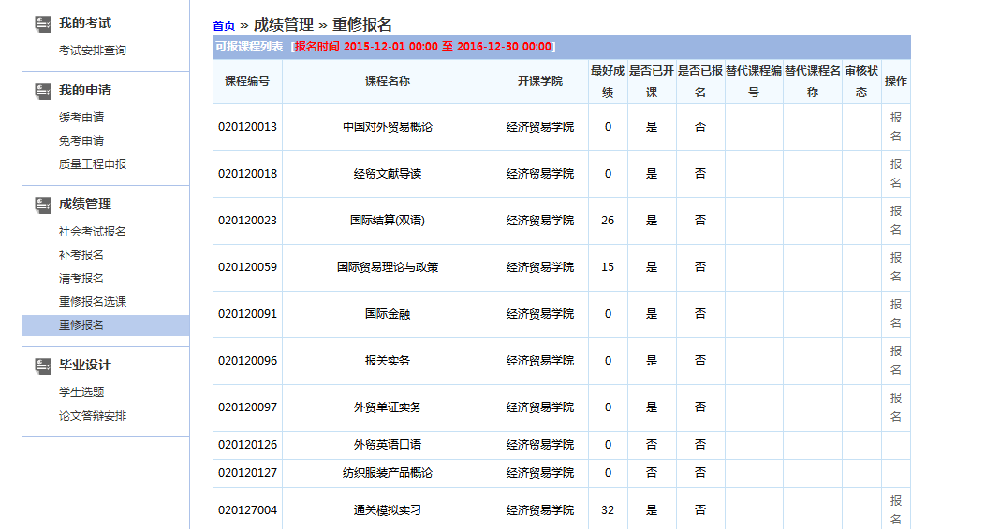 我的考试
考试安排查询
我的申请
缓考申请
免考申请
质量工程申报
成绩管理
社会考试报名
补考报名
清考报名
重修报名选课
重修报名
毕业设计
学生选题
论文答辩安排
首页 » 成绩管理 » 重修报名
可报课程列表 [报名时间 2015-12-01 00:00 至 2016-12-30 00:00]
课程编号 课程名称 开课学院 最好成绩 是否已开课 是否已报名 替代课程编号 替代课程名称 审核状态 操作
020120013 中国对外贸易概论 经济贸易学院 0 是 否 报名
020120018 经贸文献导读 经济贸易学院 0 是 否 报名
020120023 国际结算(双语) 经济贸易学院 26 是 否 报名
020120059 国际贸易理论与政策 经济贸易学院 15 是 否 报名
020120091 国际金融 经济贸易学院 0 是 否 报名
020120096 报关实务 经济贸易学院 0 是 否 报名
020120097 外贸单证实务 经济贸易学院 0 是 否 报名
020120126 外贸英语口语 经济贸易学院 0 否 否
020120127 纺织服装产品概论 经济贸易学院 0 否 否
020127004 通关模拟实习 经济贸易学院 32 是 否 报名